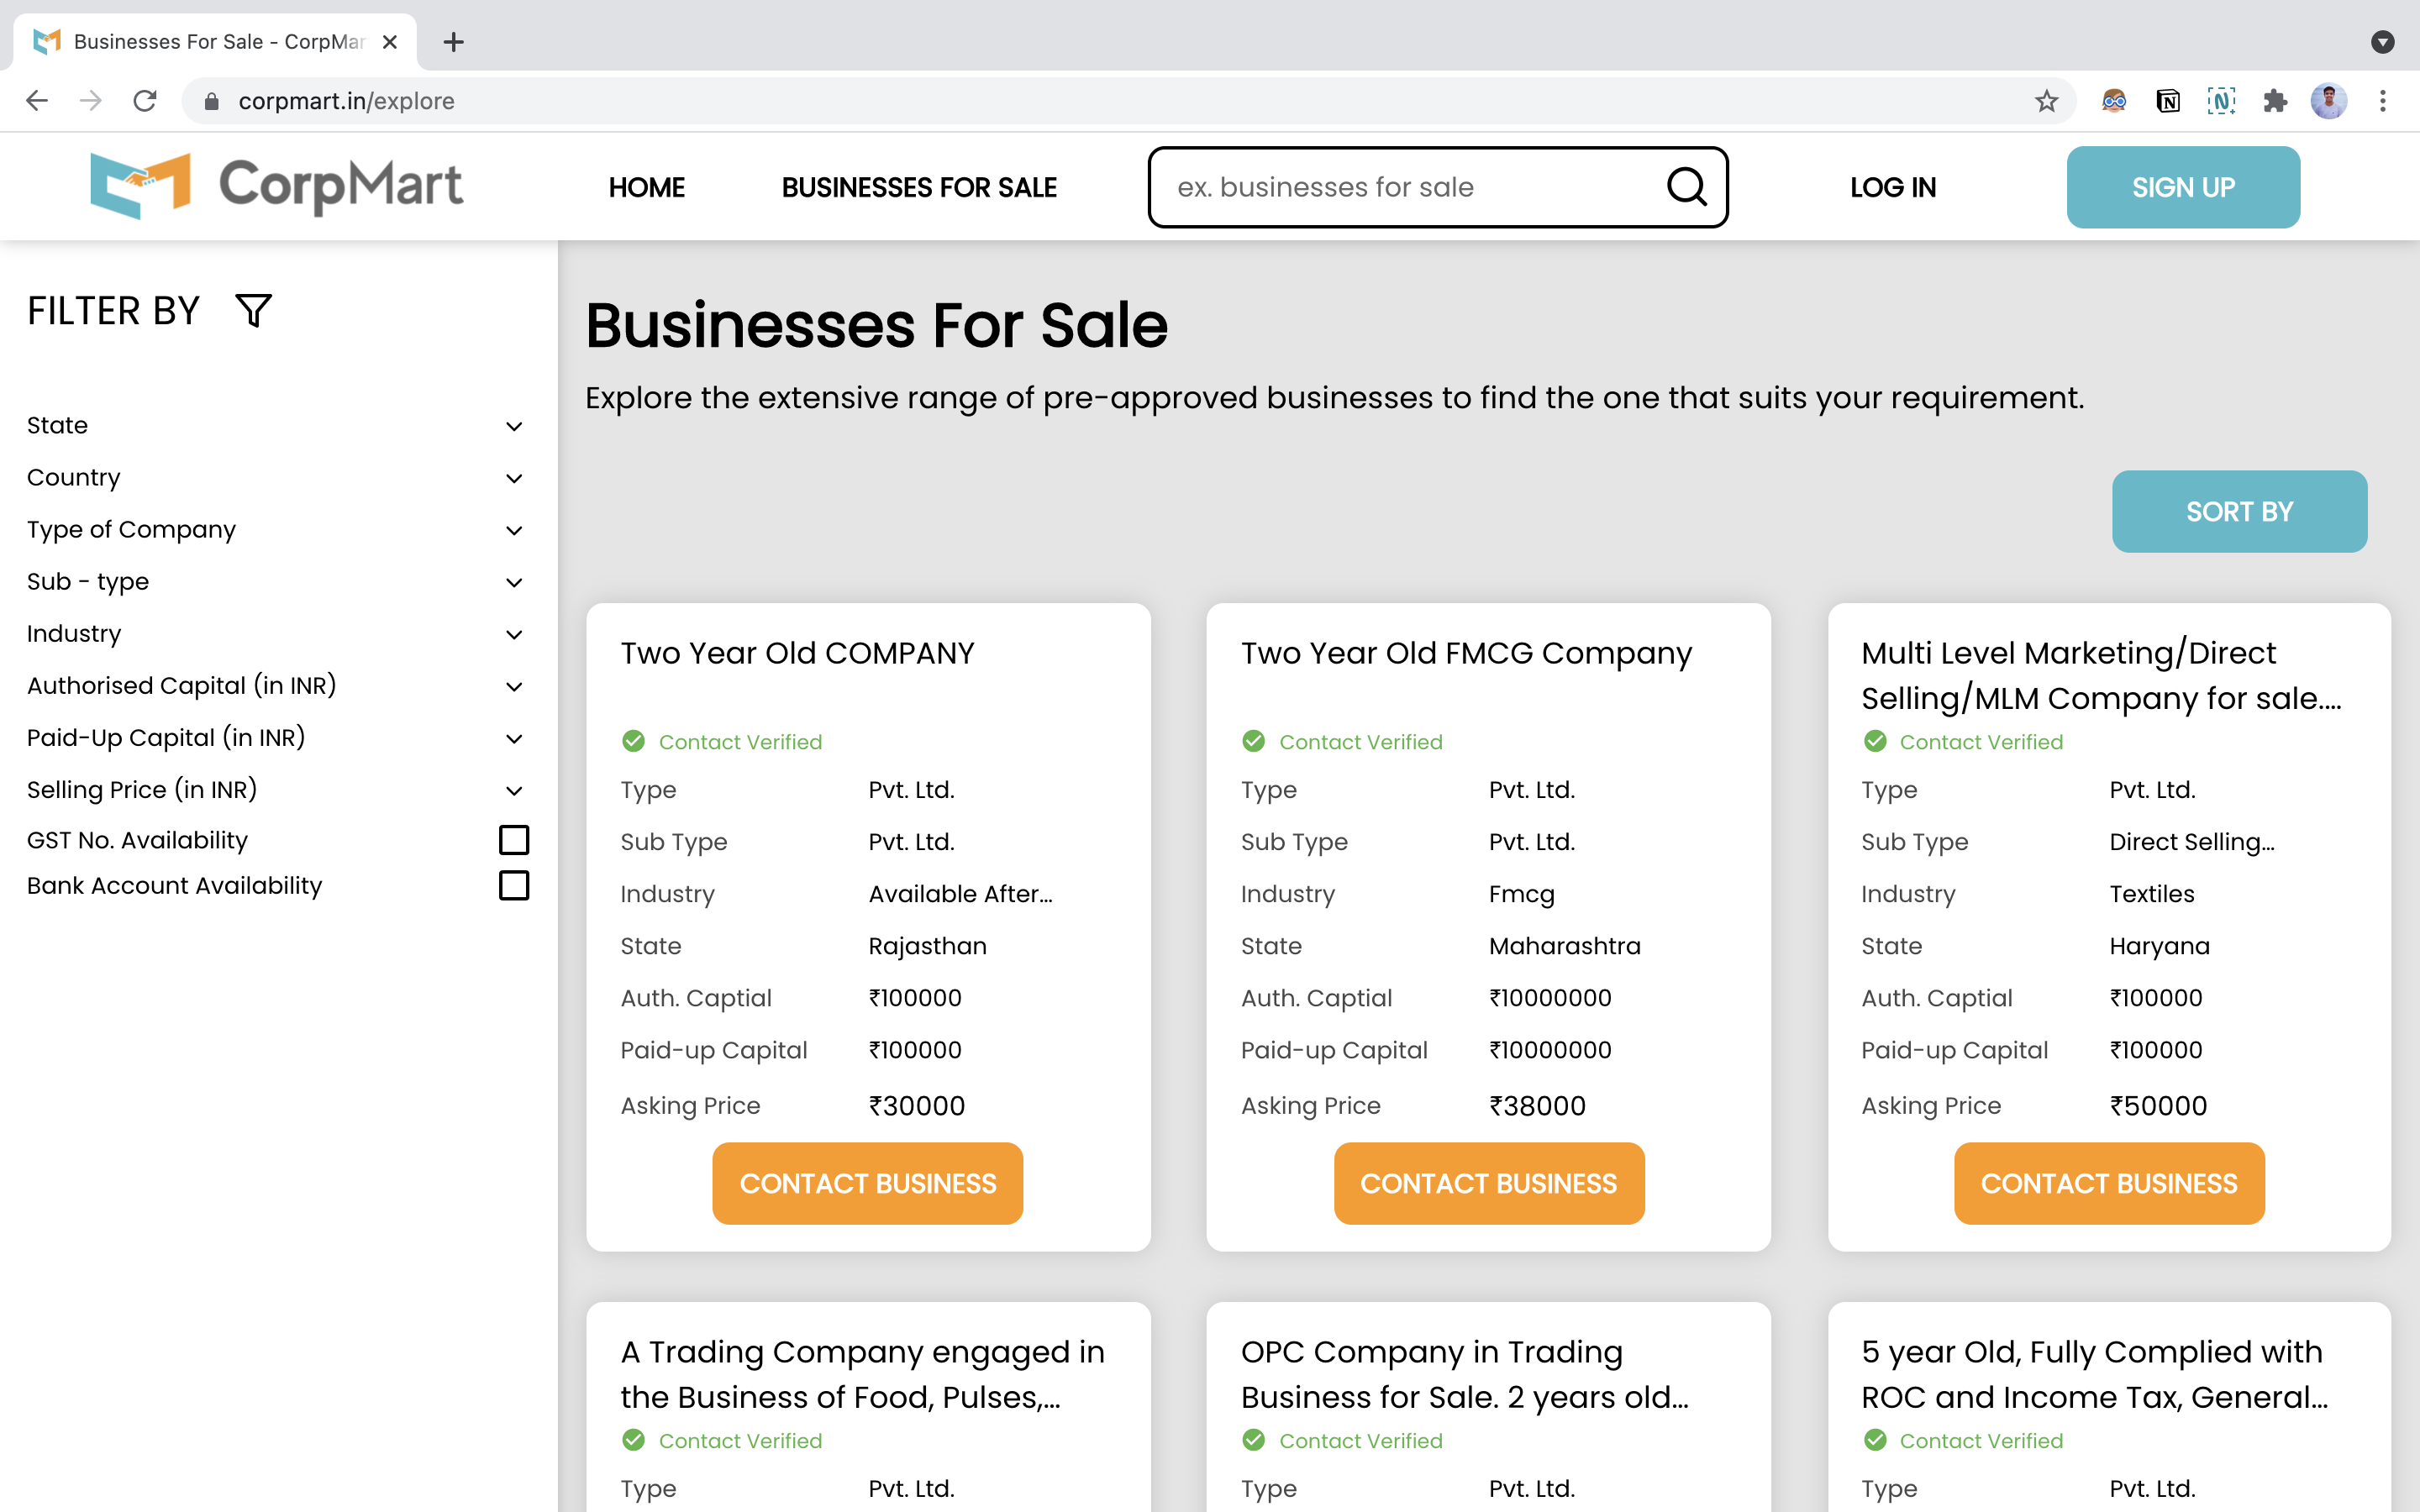 Businesses For Sale - CorpMar
corpmart.in/explore
CorpMart
HOME
BUSINESSES FOR SALE
ex. businesses for sale
LOG IN
SIGN UP
FILTER BY
State
Country
Type of Company
Sub - type
Industry
Authorised Capital (in INR)
Paid-Up Capital (in INR)
Selling Price (in INR)
GST No. Availability
Bank Account Availability
Businesses For Sale
Explore the extensive range of pre-approved businesses to find the one that suits your requirement.
SORT BY
Two Year Old COMPANY
Contact Verified
Type Pvt. Ltd.
Sub Type Pvt. Ltd.
Industry Available After...
State Rajasthan
Auth. Captial ₹100000
Paid-up Capital ₹100000
Asking Price ₹30000
CONTACT BUSINESS
Two Year Old FMCG Company
Contact Verified
Type Pvt. Ltd.
Sub Type Pvt. Ltd.
Industry Fmcg
State Maharashtra
Auth. Captial ₹10000000
Paid-up Capital ₹10000000
Asking Price ₹38000
CONTACT BUSINESS
Multi Level Marketing/Direct
Selling/MLM Company for sale....
Contact Verified
Type Pvt. Ltd.
Sub Type Direct Selling...
Industry Textiles
State Haryana
Auth. Captial ₹100000
Paid-up Capital ₹100000
Asking Price ₹50000
CONTACT BUSINESS
A Trading Company engaged in
the Business of Food, Pulses,...
Contact Verified
Type Pvt. Ltd.
OPC Company in Trading
Business for Sale. 2 years old...
Contact Verified
Type Pvt. Ltd.
5 year Old, Fully Complied with
ROC and Income Tax, General...
Contact Verified
Type Pvt. Ltd.